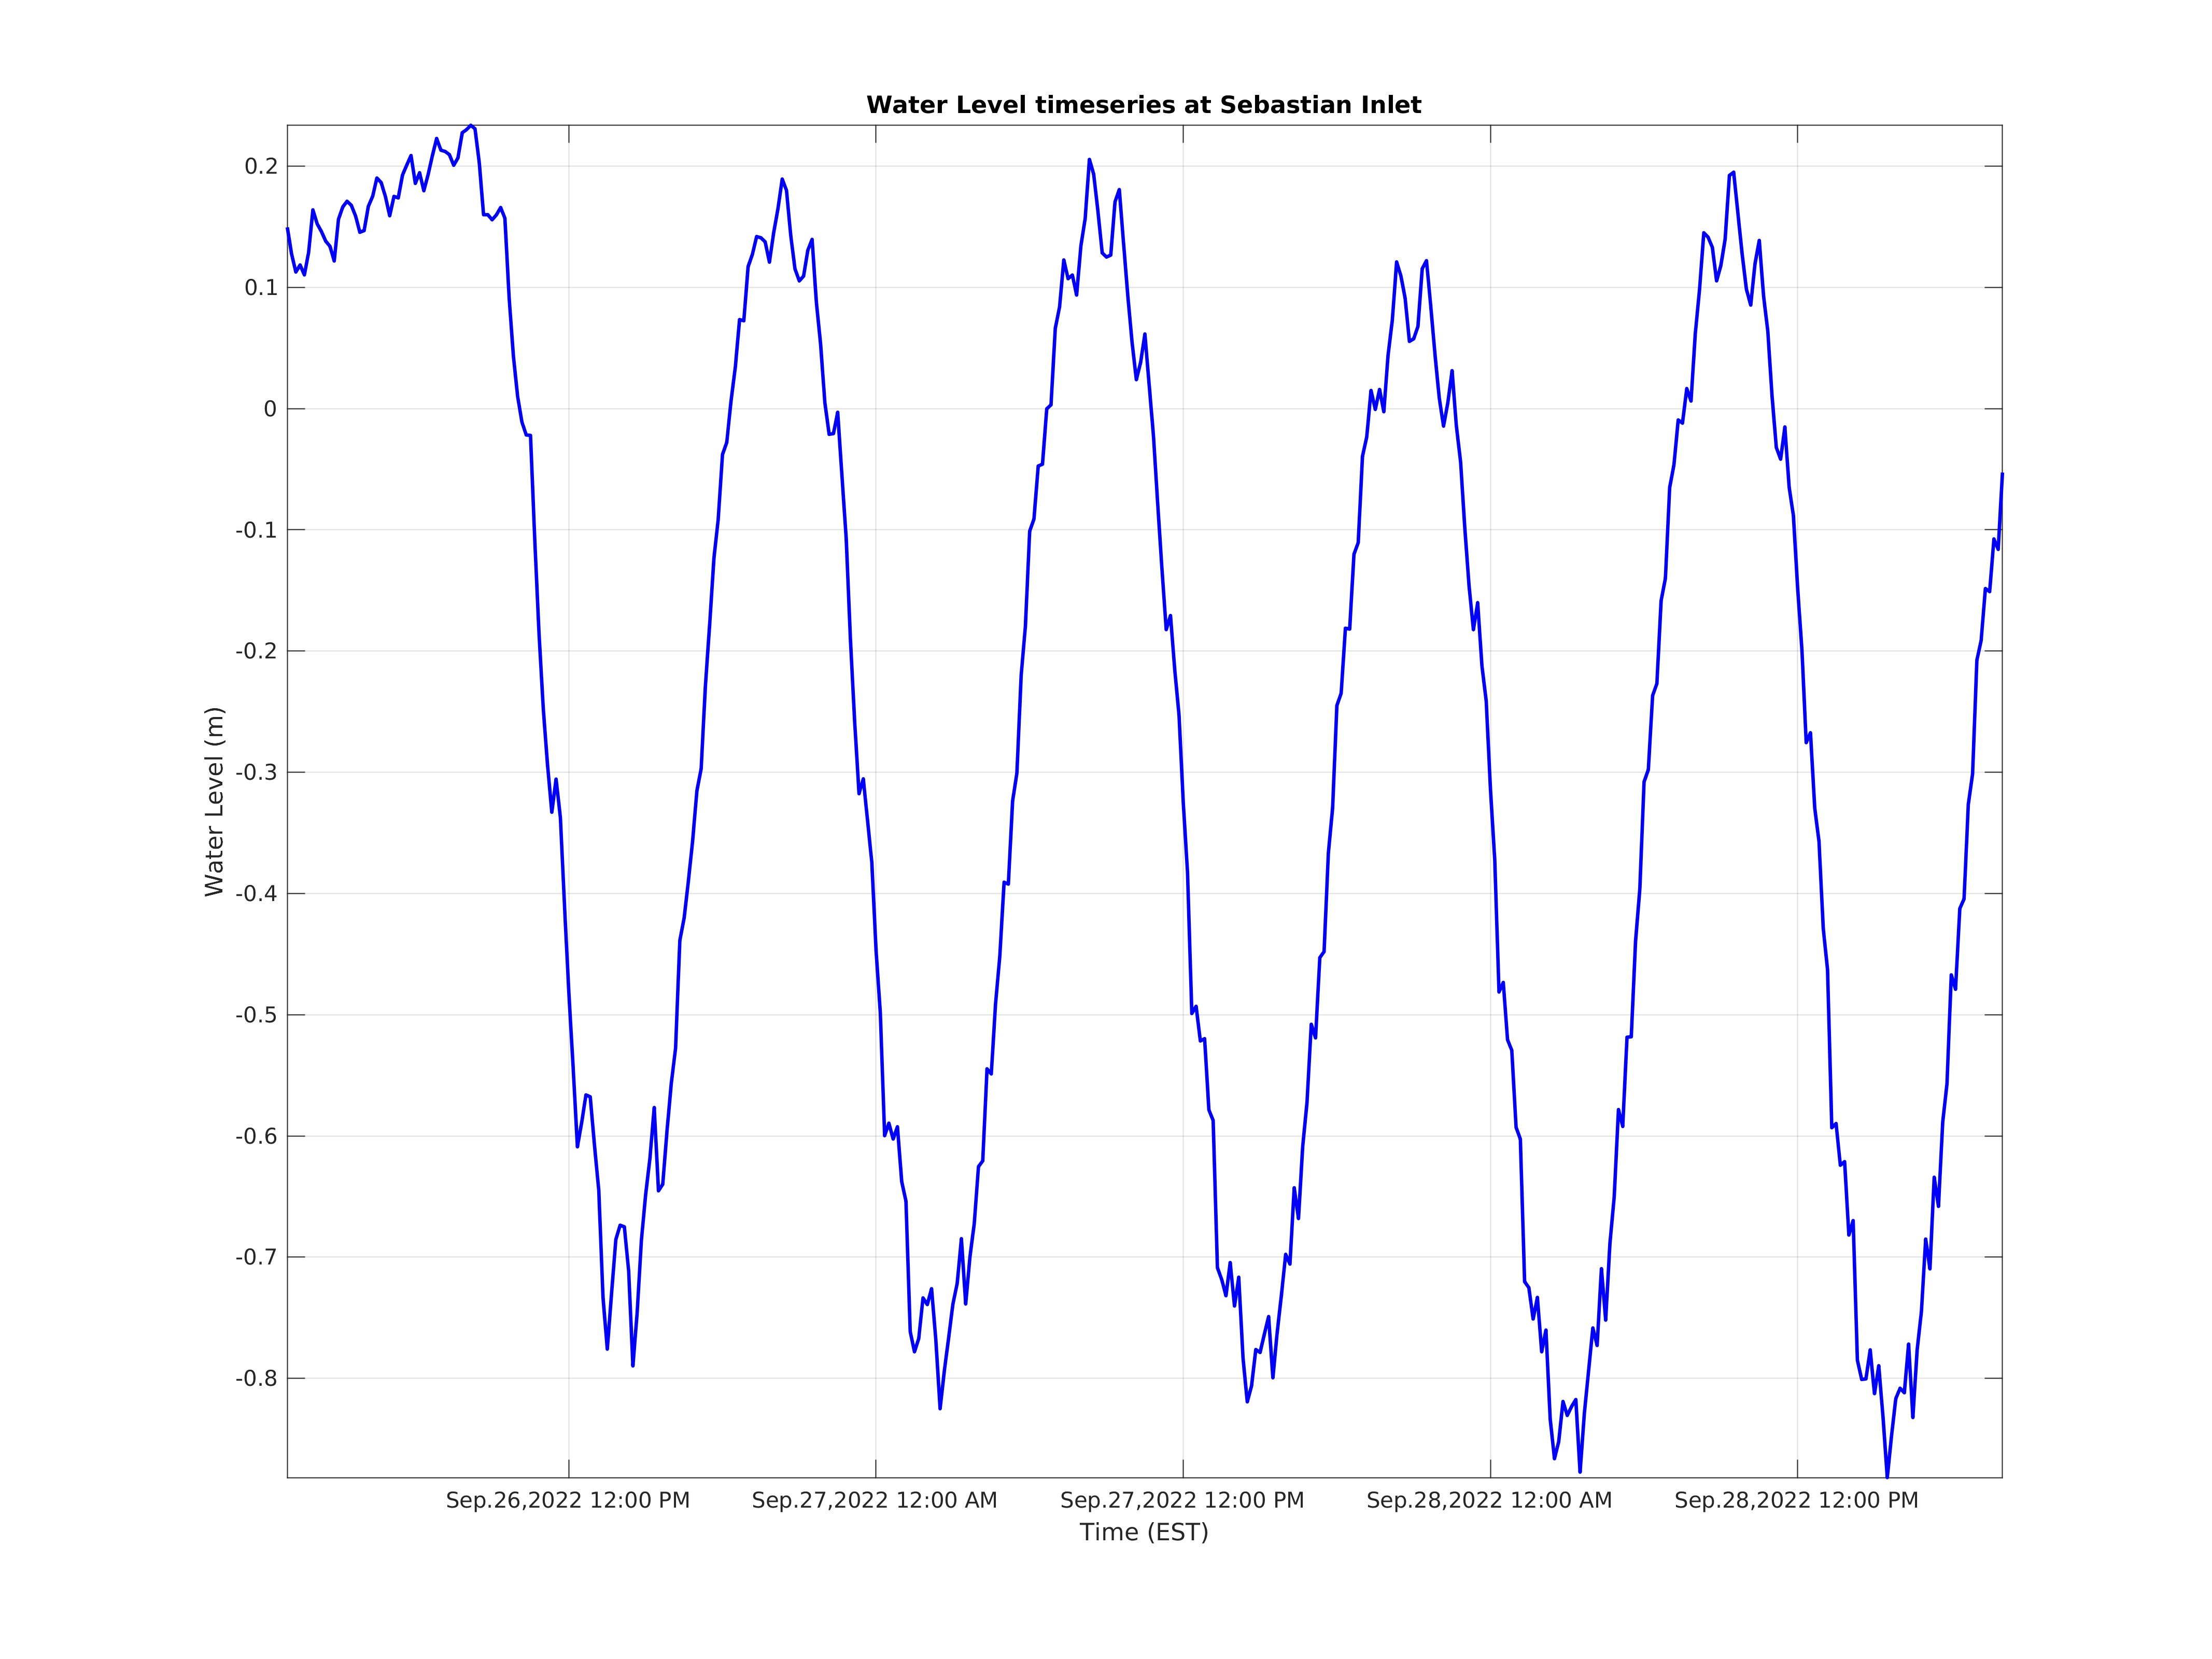 Water Level timeseries at Sebastian Inlet
0.2
0.1
0
-0.1
-0.2
-0.3
-0.4
-0.5
-0.6
-0.7
-0.8
Water Level (m)
Sep.26,2022 12:00 PM
Sep.27,2022 12:00 AM
Sep.27,2022 12:00 PM
Sep.28,2022 12:00 AM
Sep.28,2022 12:00 PM
Time (EST)